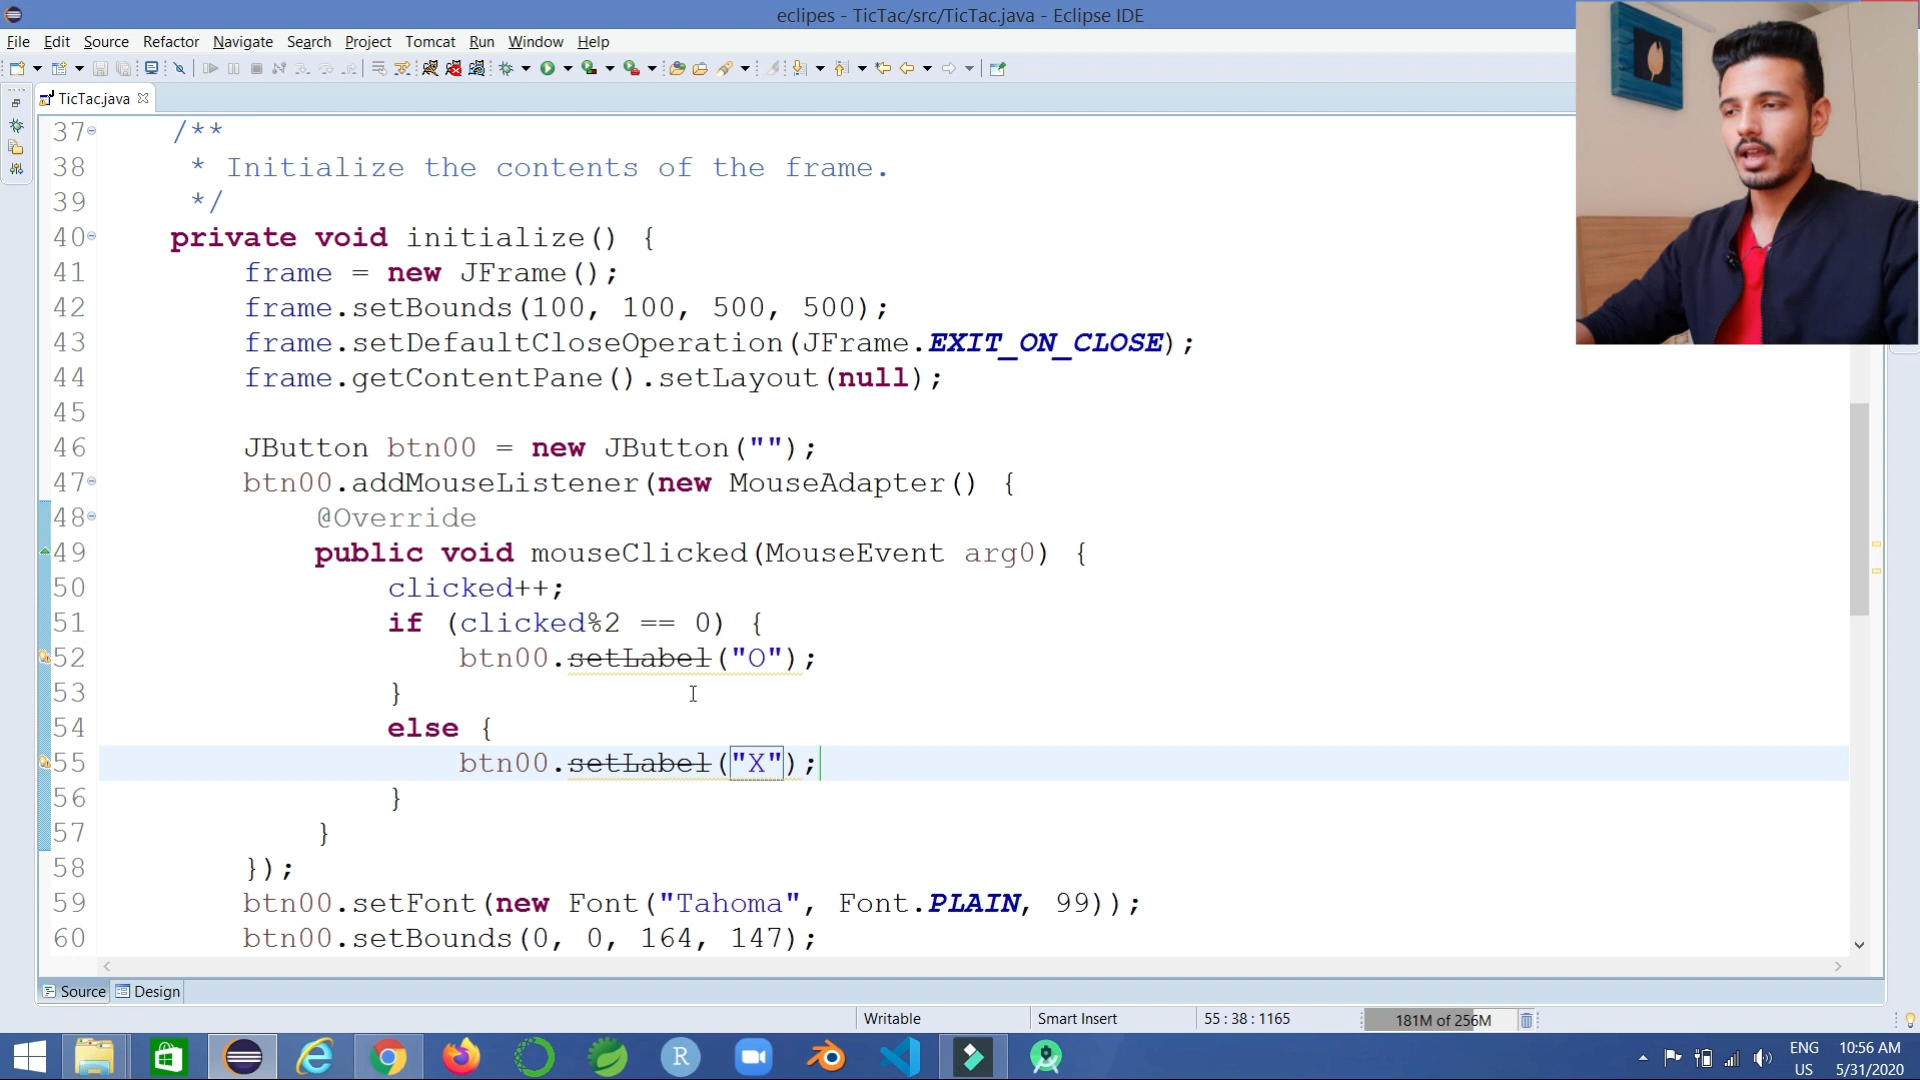 eclipes - TicTac/src/TicTac.java - Eclipse IDE
File Edit Source Refactor Navigate Search Project Tomcat Run Window Help
TicTac.java
37 /**
38 * Initialize the contents of the frame.
39 */
40 private void initialize() {
41 frame = new JFrame();
42 frame.setBounds(100, 100, 500, 500);
43 frame.setDefaultCloseOperation(JFrame.EXIT_ON_CLOSE);
44 frame.getContentPane().setLayout(null);
45
46 JButton btn00 = new JButton("");
47 btn00.addMouseListener(new MouseAdapter() {
48 @Override
49 public void mouseClicked(MouseEvent arg0) {
50 clicked++;
51 if (clicked%2 == 0) {
52 btn00.setLabel("O");
53 }
54 else {
55 btn00.setLabel("X");
56 }
57 }
58 });
59 btn00.setFont(new Font("Tahoma", Font.PLAIN, 99));
60 btn00.setBounds(0, 0, 164, 147);
Source Design
Writable Smart Insert 55 : 38 : 1165 181M of 256M
R
ENG 10:56 AM
US 5/31/2020